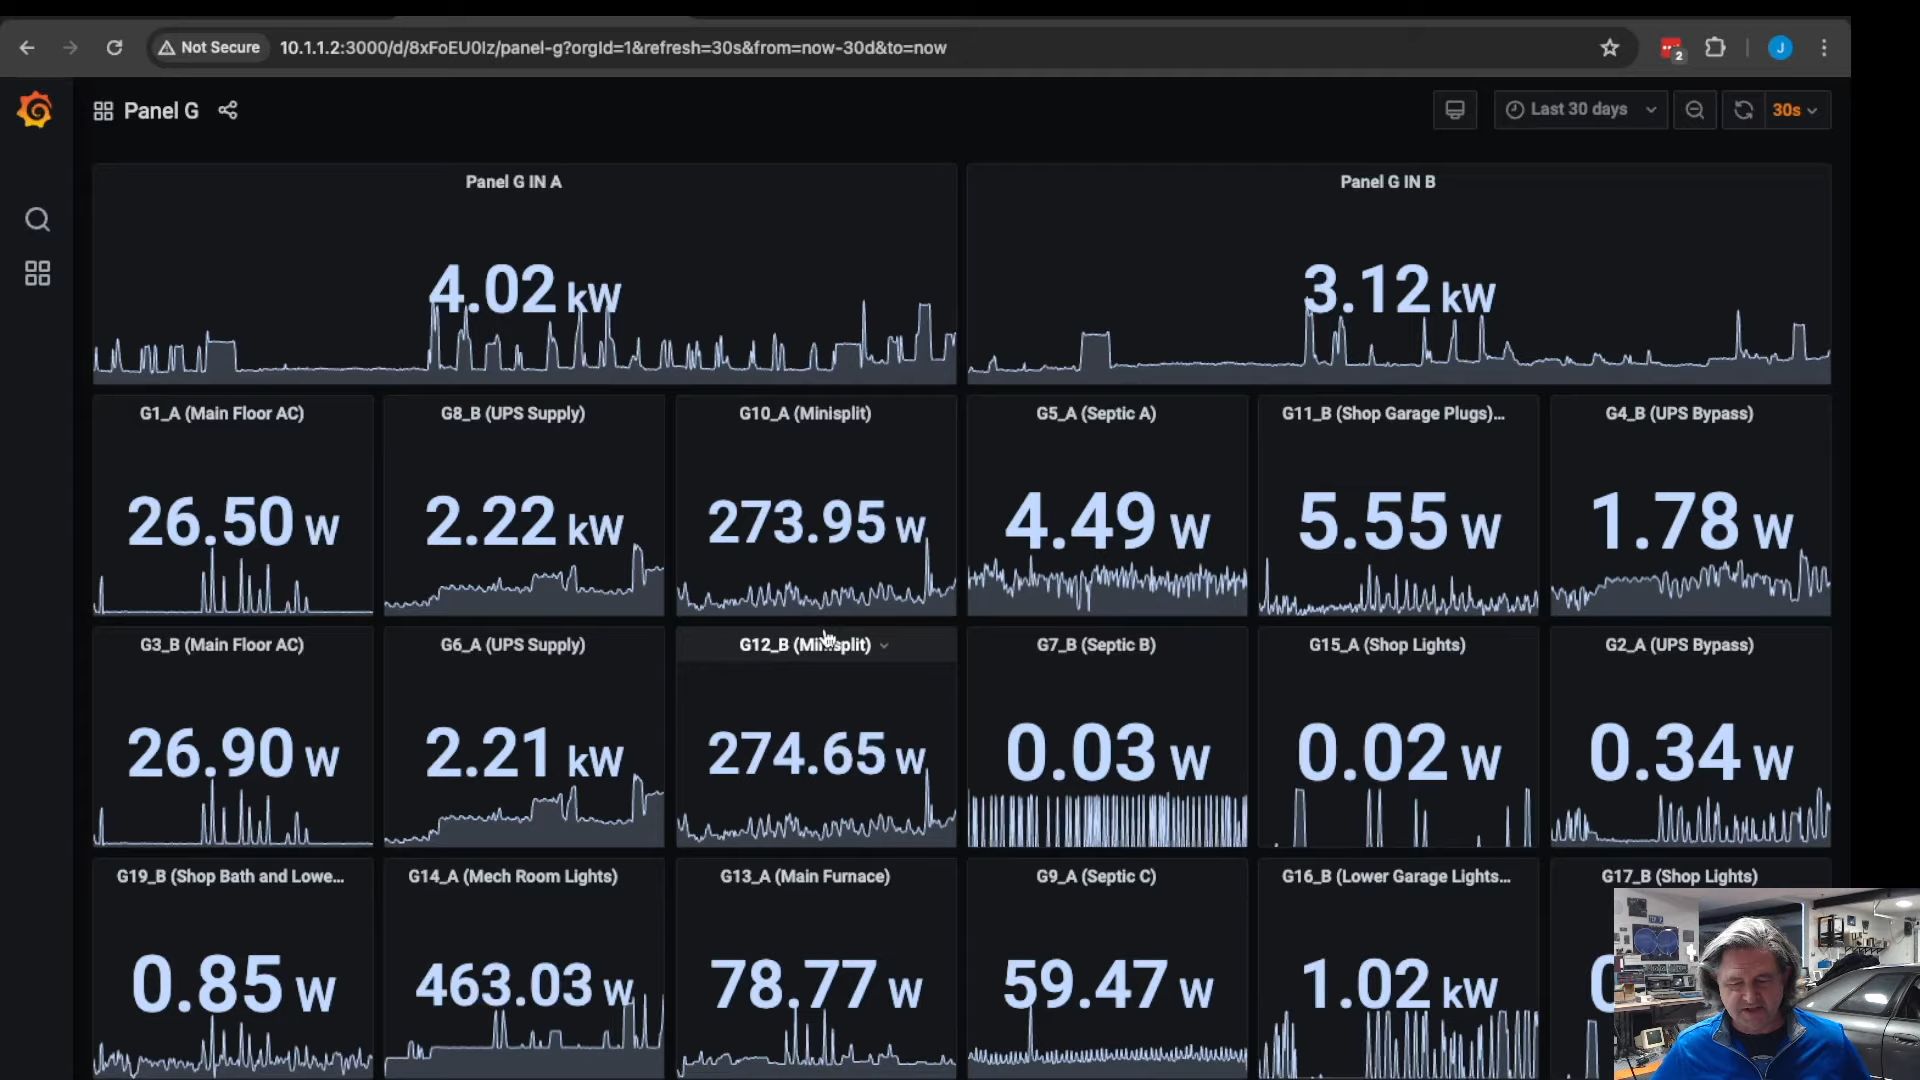 Not Secure
10.1.1.2:3000/d/8xFoEU0Iz/panel-g?orgId=1&refresh=30s&from=now-30d&to=now
2
J
Panel G
Last 30 days
30s
Panel G IN A
Panel G IN B
4.02 kW
3.12 kW
G1_A (Main Floor AC)
G8_B (UPS Supply)
G10_A (Minisplit)
G5_A (Septic A)
G11_B (Shop Garage Plugs)...
G4_B (UPS Bypass)
26.50 W
2.22 kW
273.95 W
4.49 W
5.55 W
1.78 W
G3_B (Main Floor AC)
G6_A (UPS Supply)
G12_B (Minisplit)
G7_B (Septic B)
G15_A (Shop Lights)
G2_A (UPS Bypass)
26.90 W
2.21 kW
274.65 W
0.03 W
0.02 W
0.34 W
G19_B (Shop Bath and Lowe...
G14_A (Mech Room Lights)
G13_A (Main Furnace)
G9_A (Septic C)
G16_B (Lower Garage Lights...
G17_B (Shop Lights)
0.85 W
463.03 W
78.77 W
59.47 W
1.02 kW